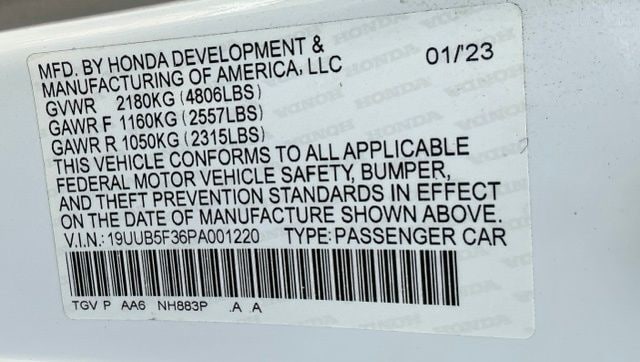 MFD. BY HONDA DEVELOPMENT &
MANUFACTURING OF AMERICA, LLC 01/'23
GVWR 2180KG (4806LBS)
GAWR F 1160KG (2557LBS)
GAWR R 1050KG (2315LBS)
THIS VEHICLE CONFORMS TO ALL APPLICABLE
FEDERAL MOTOR VEHICLE SAFETY, BUMPER,
AND THEFT PREVENTION STANDARDS IN EFFECT
ON THE DATE OF MANUFACTURE SHOWN ABOVE.
V.I.N.:19UUB5F36PA001220 TYPE:PASSENGER CAR
TGV P AA6 NH883P .A A